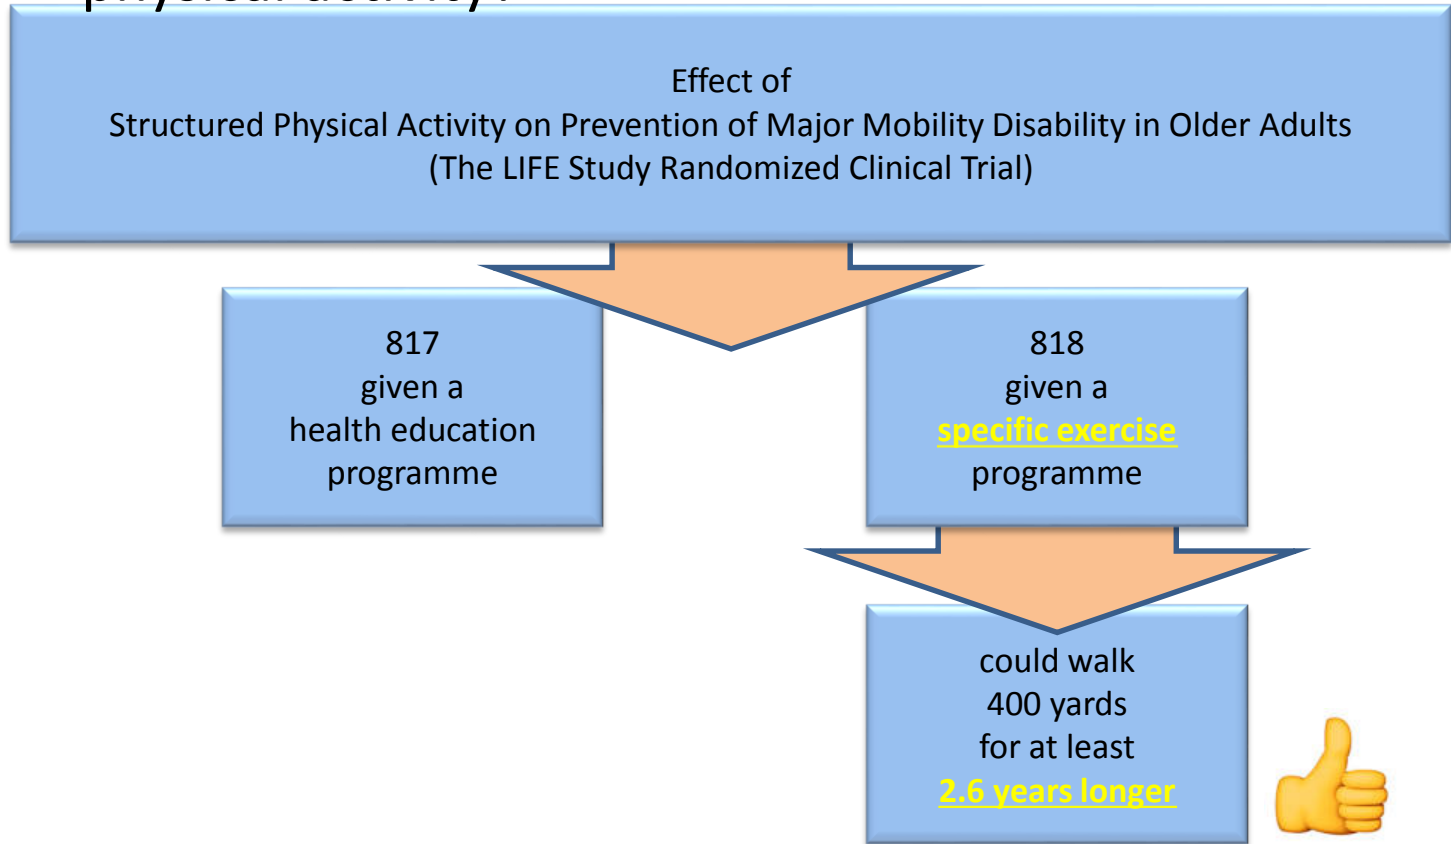 physical activity?
Effect of
Structured Physical Activity on Prevention of Major Mobility Disability in Older Adults
(The LIFE Study Randomized Clinical Trial)
817
given a
health education
programme
818
given a
specific exercise
programme
could walk
400 yards
for at least
2.6 years longer